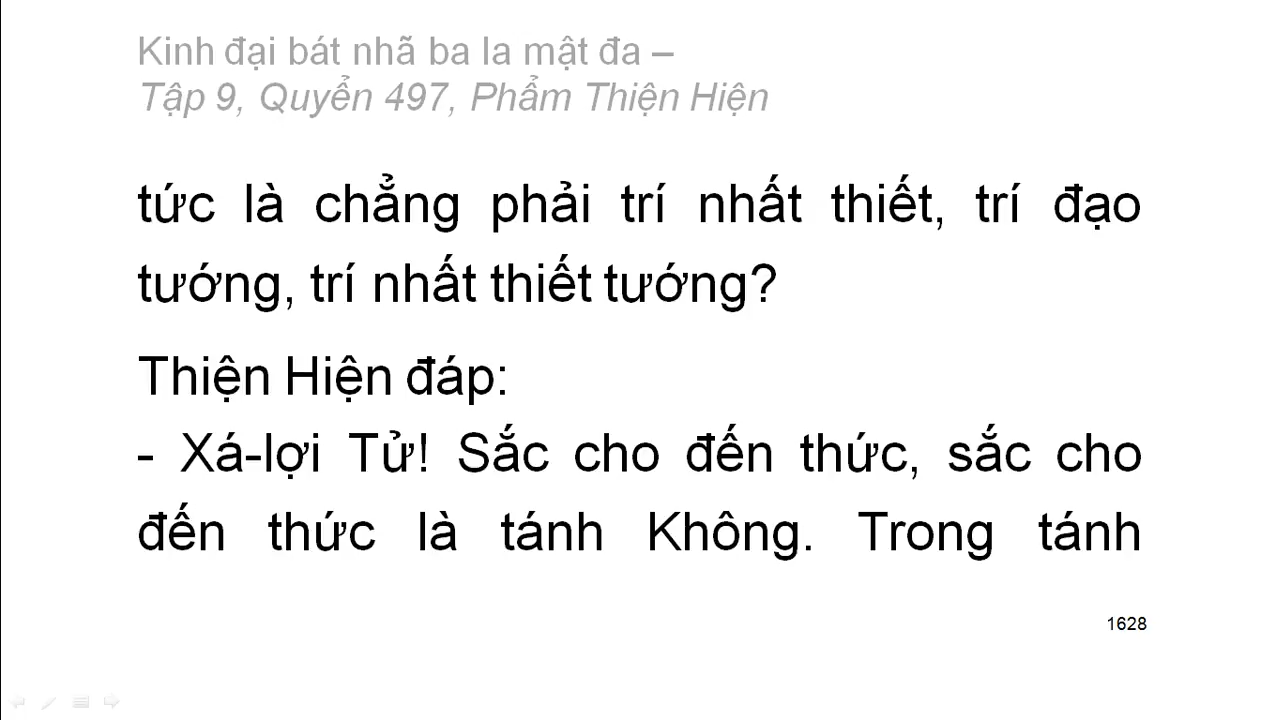 Kinh đại bát nhã ba la mật đa –
Tập 9, Quyển 497, Phẩm Thiện Hiện
tức là chẳng phải trí nhất thiết, trí đạo
tướng, trí nhất thiết tướng?
Thiện Hiện đáp:
- Xá-lợi Tử! Sắc cho đến thức, sắc cho
đến thức là tánh Không. Trong tánh
1628